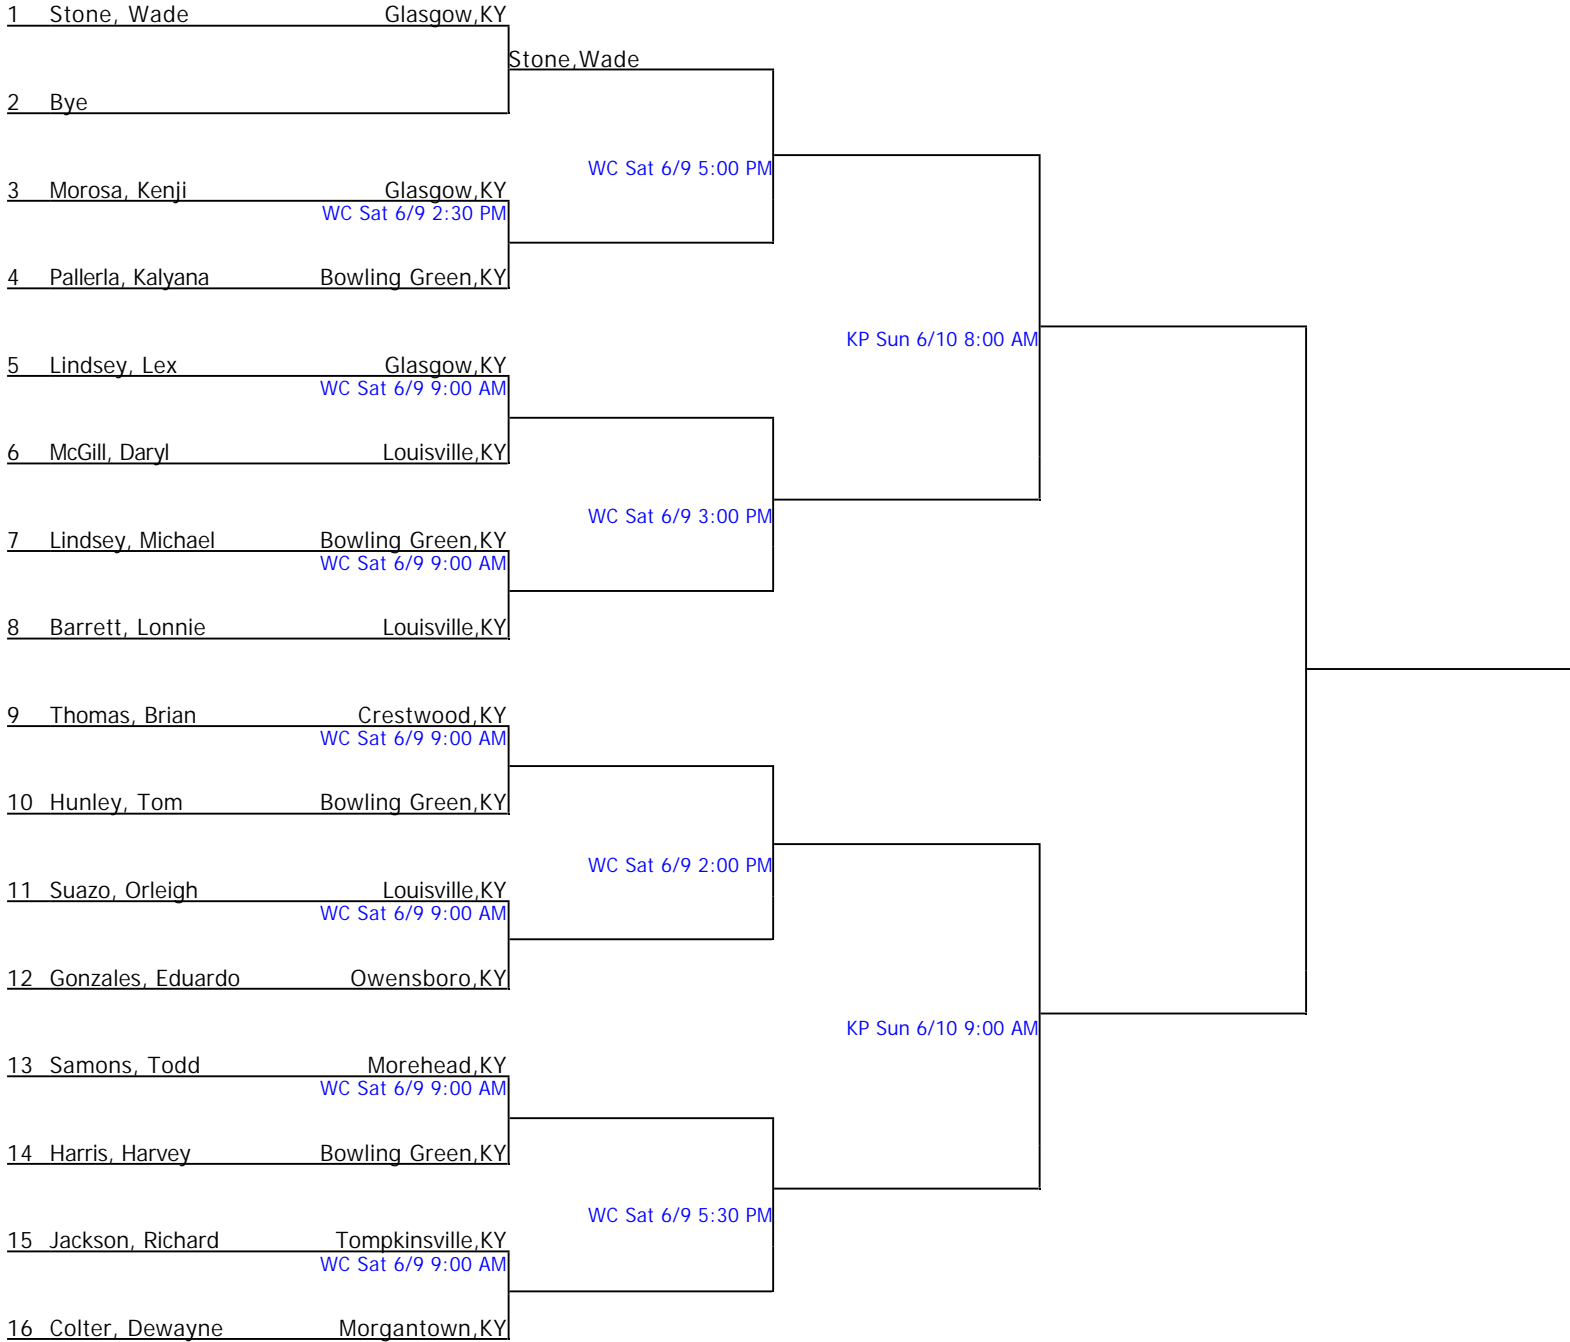 1 Stone, Wade Glasgow,KY
Stone,Wade
2 Bye
WC Sat 6/9 5:00 PM
3 Morosa, Kenji Glasgow,KY
WC Sat 6/9 2:30 PM
4 Pallerla, Kalyana Bowling Green,KY
KP Sun 6/10 8:00 AM
5 Lindsey, Lex Glasgow,KY
WC Sat 6/9 9:00 AM
6 McGill, Daryl Louisville,KY
WC Sat 6/9 3:00 PM
7 Lindsey, Michael Bowling Green,KY
WC Sat 6/9 9:00 AM
8 Barrett, Lonnie Louisville,KY
9 Thomas, Brian Crestwood,KY
WC Sat 6/9 9:00 AM
10 Hunley, Tom Bowling Green,KY
WC Sat 6/9 2:00 PM
11 Suazo, Orleigh Louisville,KY
WC Sat 6/9 9:00 AM
12 Gonzales, Eduardo Owensboro,KY
KP Sun 6/10 9:00 AM
13 Samons, Todd Morehead,KY
WC Sat 6/9 9:00 AM
14 Harris, Harvey Bowling Green,KY
WC Sat 6/9 5:30 PM
15 Jackson, Richard Tompkinsville,KY
WC Sat 6/9 9:00 AM
16 Colter, Dewayne Morgantown,KY